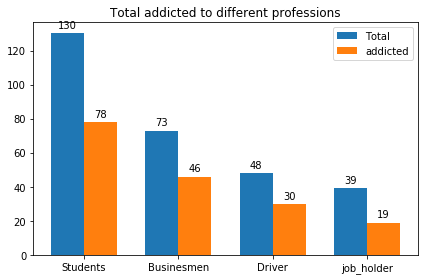 Total addicted to different professions
Total
addicted
130
78
73
46
48
30
39
19
120
100
80
60
40
20
0
Students
Businesmen
Driver
job_holder